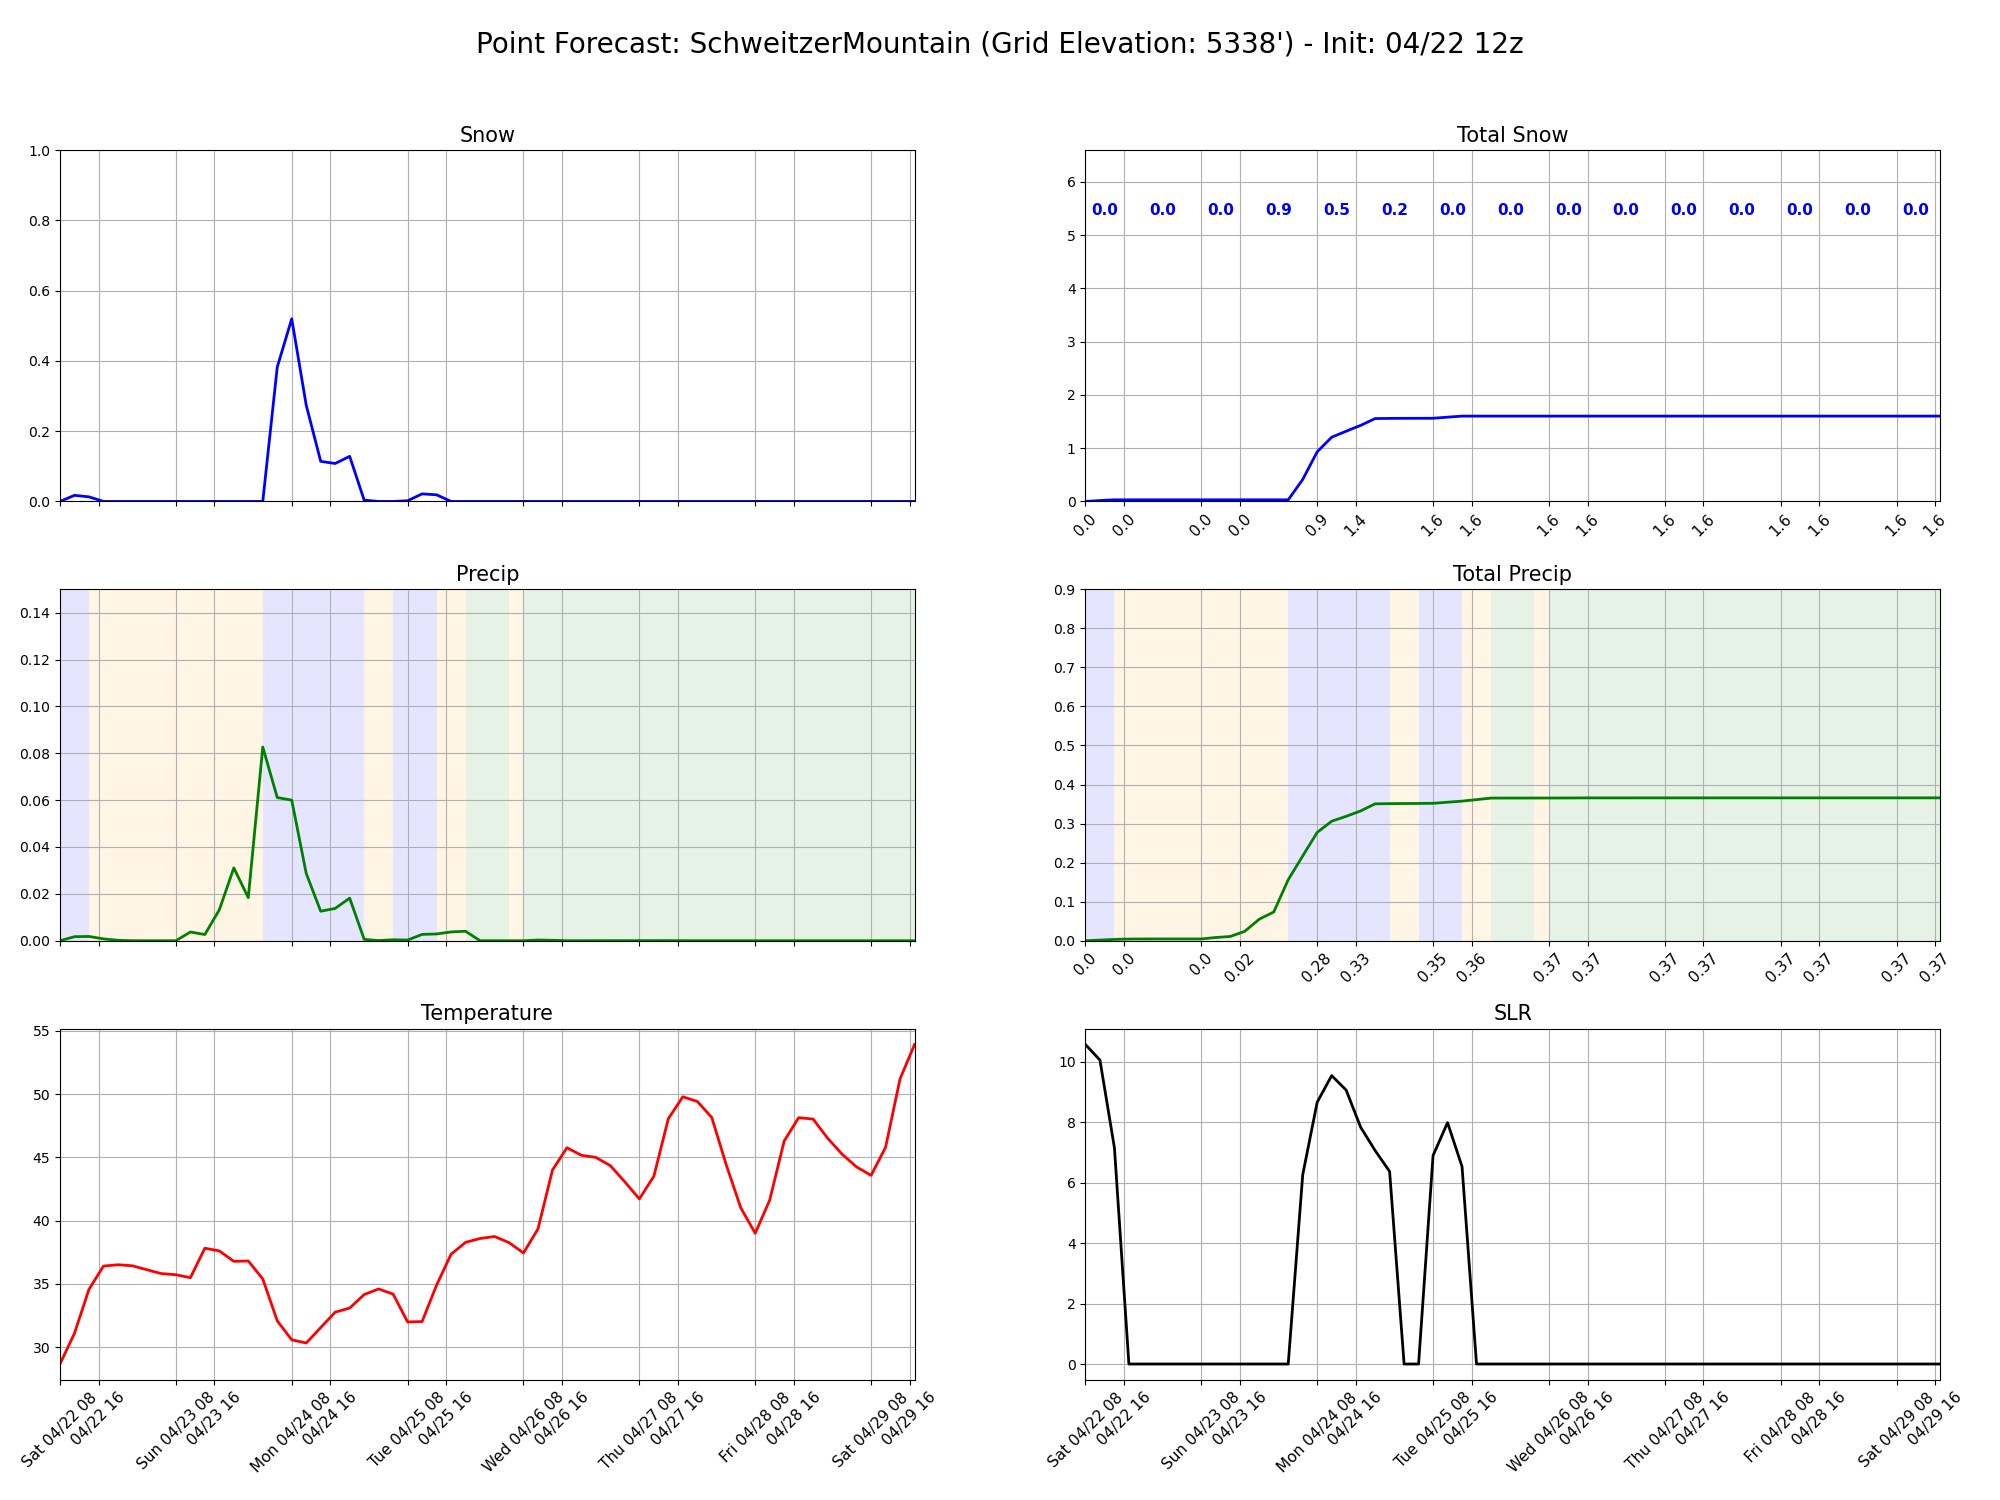 Point Forecast: SchweitzerMountain (Grid Elevation: 5338') - Init: 04/22 12z
Snow
1.0
0.8
0.6
0.4
0.2
0.0
Total Snow
6
5
4
3
2
1
0
0.0 0.0 0.0 0.9 0.5 0.2 0.0 0.0 0.0 0.0 0.0 0.0 0.0 0.0 0.0
0.0 0.0 0.0 0.0 0.9 1.4 1.6 1.6 1.6 1.6 1.6 1.6 1.6 1.6 1.6 1.6
Precip
0.14
0.12
0.10
0.08
0.06
0.04
0.02
0.00
Total Precip
0.9
0.8
0.7
0.6
0.5
0.4
0.3
0.2
0.1
0.0
0.0 0.0 0.0 0.02 0.28 0.33 0.35 0.36 0.37 0.37 0.37 0.37 0.37 0.37 0.37 0.37
Temperature
55
50
45
40
35
30
Sat 04/22 08
04/22 16
Sun 04/23 08
04/23 16
Mon 04/24 08
04/24 16
Tue 04/25 08
04/25 16
Wed 04/26 08
04/26 16
Thu 04/27 08
04/27 16
Fri 04/28 08
04/28 16
Sat 04/29 08
04/29 16
SLR
10
8
6
4
2
0
Sat 04/22 08
04/22 16
Sun 04/23 08
04/23 16
Mon 04/24 08
04/24 16
Tue 04/25 08
04/25 16
Wed 04/26 08
04/26 16
Thu 04/27 08
04/27 16
Fri 04/28 08
04/28 16
Sat 04/29 08
04/29 16